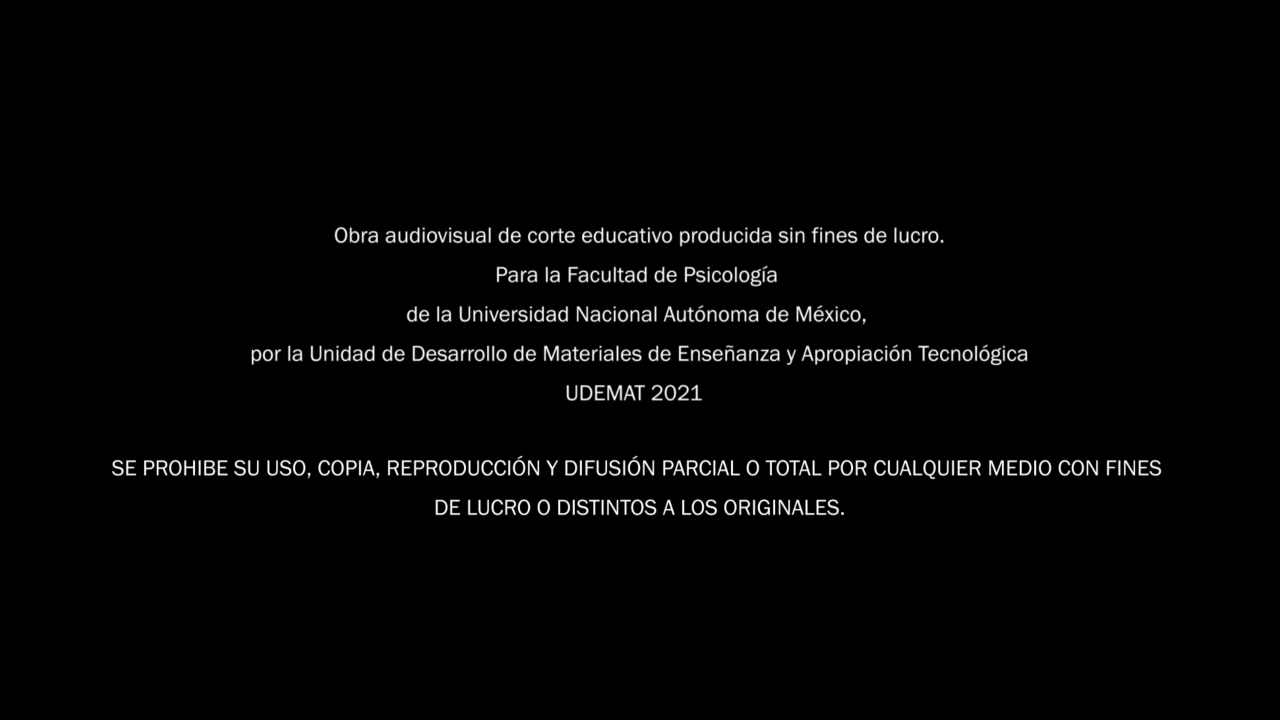 Obra audiovisual de corte educativo producida sin fines de lucro.
Para la Facultad de Psicología
de la Universidad Nacional Autónoma de México,
por la Unidad de Desarrollo de Materiales de Enseñanza y Apropiación Tecnológica
UDEMAT 2021
SE PROHIBE SU USO, COPIA, REPRODUCCIÓN Y DIFUSIÓN PARCIAL O TOTAL POR CUALQUIER MEDIO CON FINES
DE LUCRO O DISTINTOS A LOS ORIGINALES.